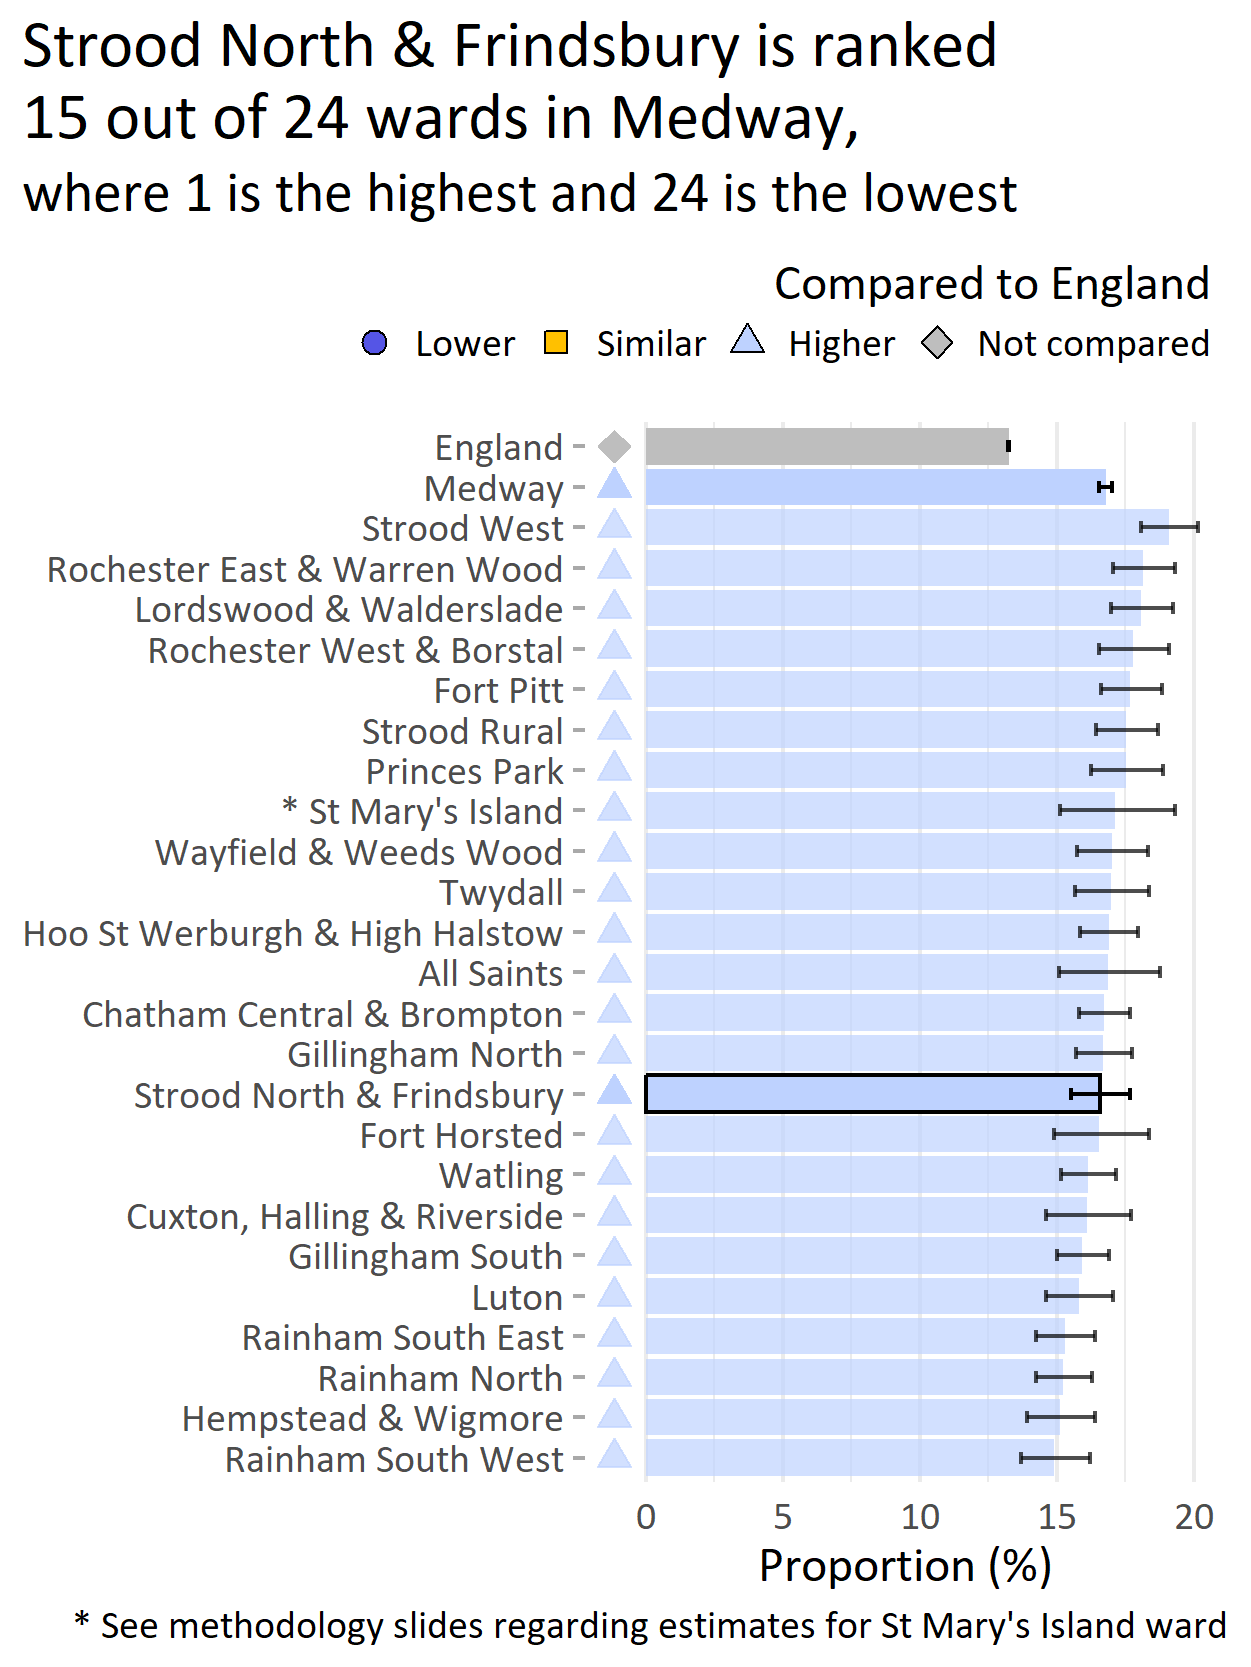 Strood North & Frindsbury is ranked
15 out of 24 wards in Medway,
where 1 is the highest and 24 is the lowest
Compared to England
Lower Similar Higher Not compared
England
Medway
Strood West
Rochester East & Warren Wood
Lordswood & Walderslade
Rochester West & Borstal
Fort Pitt
Strood Rural
Princes Park
* St Mary's Island
Wayfield & Weeds Wood
Twydall
Hoo St Werburgh & High Halstow
All Saints
Chatham Central & Brompton
Gillingham North
Strood North & Frindsbury
Fort Horsted
Watling
Cuxton, Halling & Riverside
Gillingham South
Luton
Rainham South East
Rainham North
Hempstead & Wigmore
Rainham South West
0 5 10 15 20
Proportion (%)
* See methodology slides regarding estimates for St Mary's Island ward